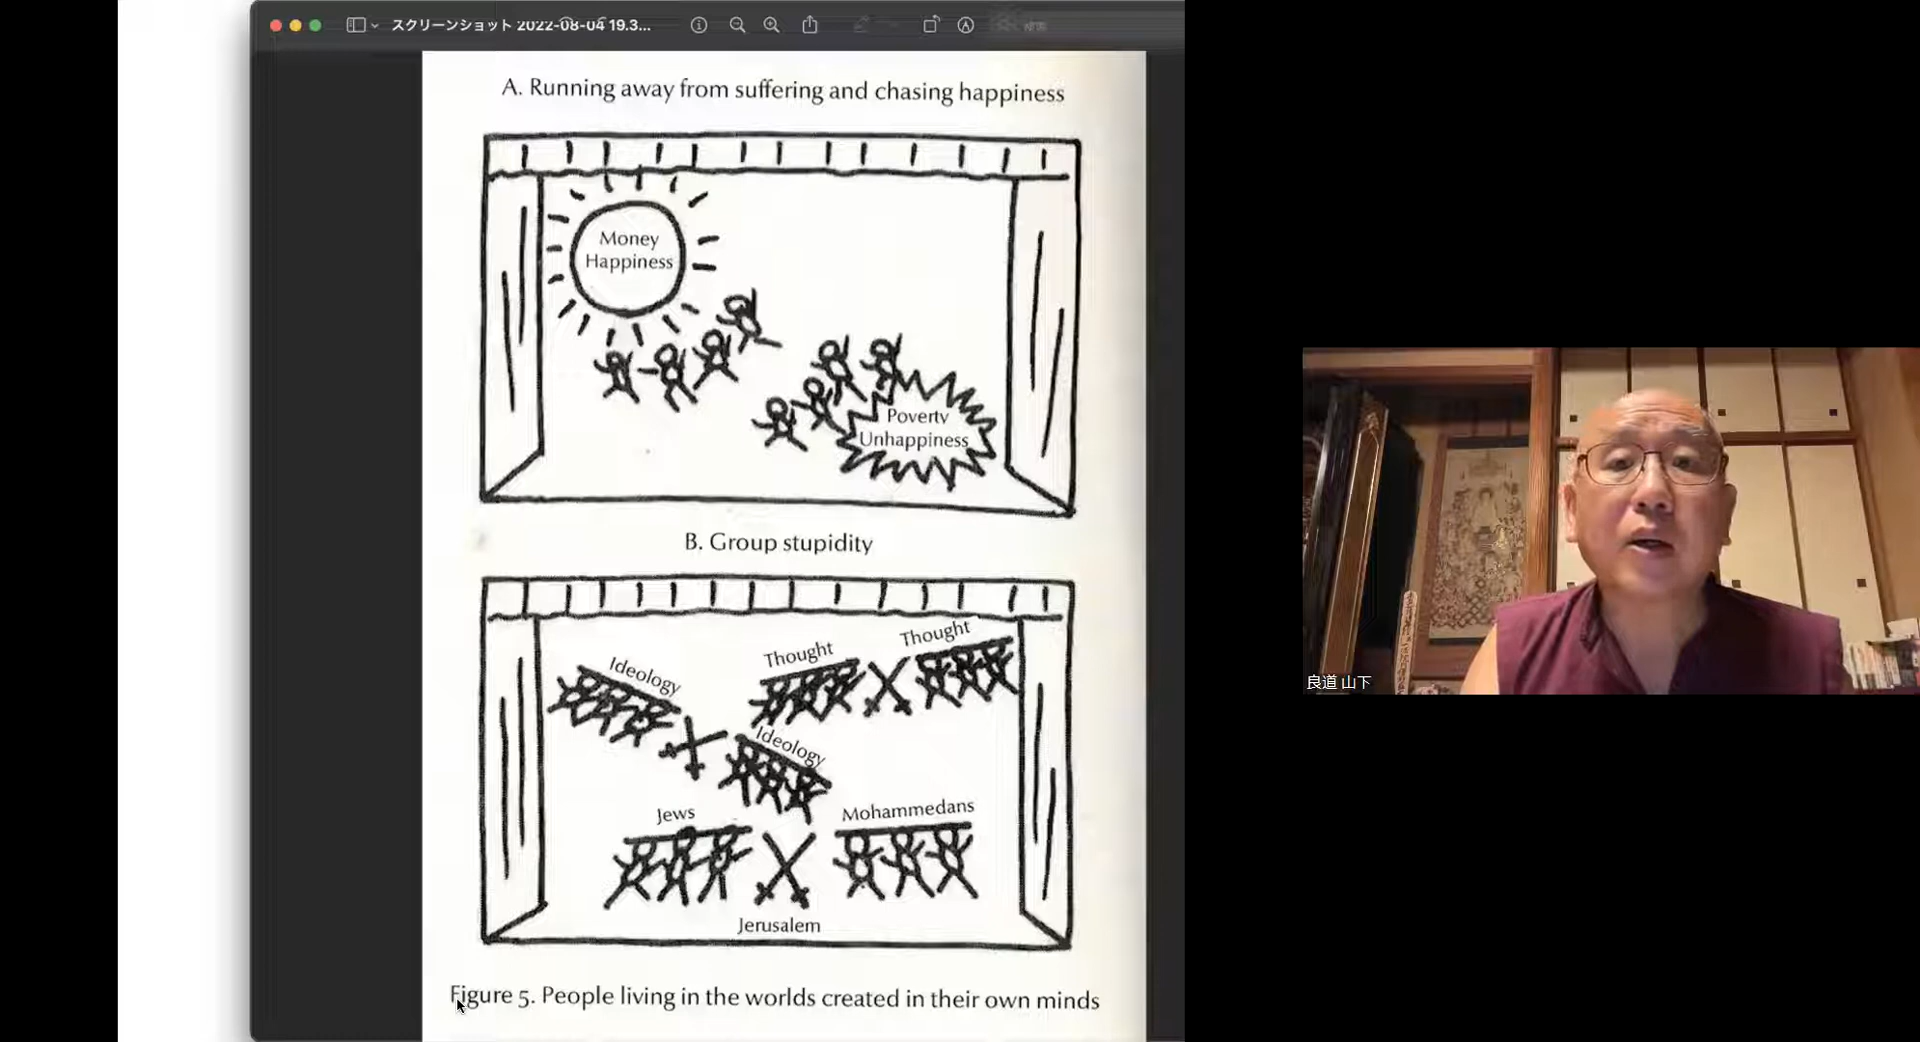 スクリーンショット 2022-08-04 19.3...
A. Running away from suffering and chasing happiness
Money
Happiness
Poverty
Unhappiness
B. Group stupidity
Ideology
Thought
Thought
Ideology
Jews
Mohammedans
Jerusalem
Figure 5. People living in the worlds created in their own minds
良道 山下